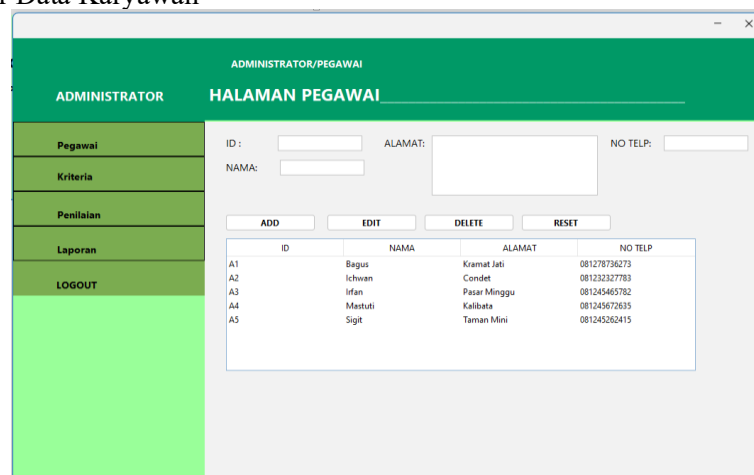 r Data Karyawan
ADMINISTRATOR/PEGAWAI
ADMINISTRATOR
HALAMAN PEGAWAI
Pegawai
Kriteria
Penilaian
Laporan
LOGOUT
ID :
ALAMAT:
NO TELP:
NAMA:
ADD EDIT DELETE RESET
ID NAMA ALAMAT NO TELP
A1 Bagus Kramat Jati 081278736273
A2 Ichwan Condet 081232327783
A3 Irfan Pasar Minggu 081245465782
A4 Mastuti Kalibata 081245672635
A5 Sigit Taman Mini 081245262415